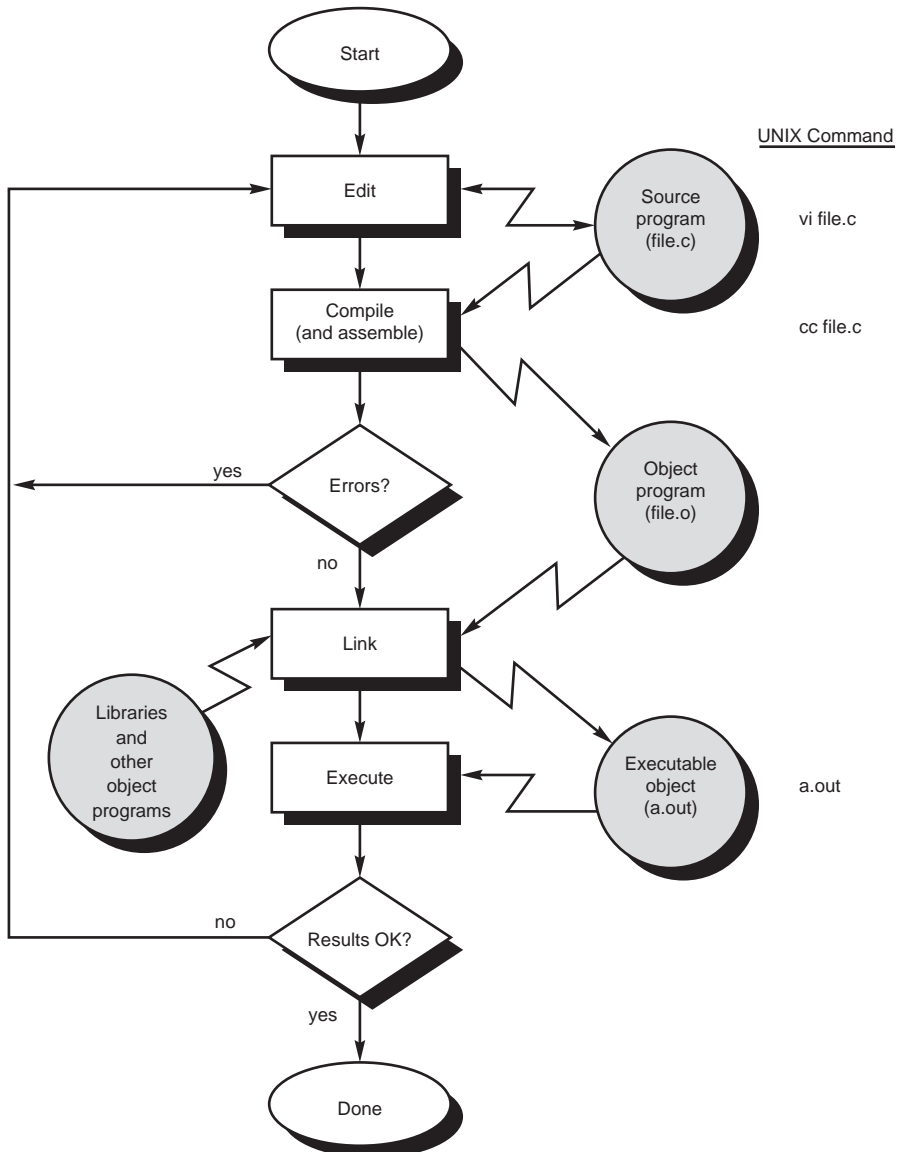 Start
UNIX Command
Edit
Source
program
(file.c)
vi file.c
Compile
(and assemble)
cc file.c
yes
Errors?
Object
program
(file.o)
no
Link
Libraries
and
other
object
programs
Execute
Executable
object
(a.out)
a.out
no
Results OK?
yes
Done